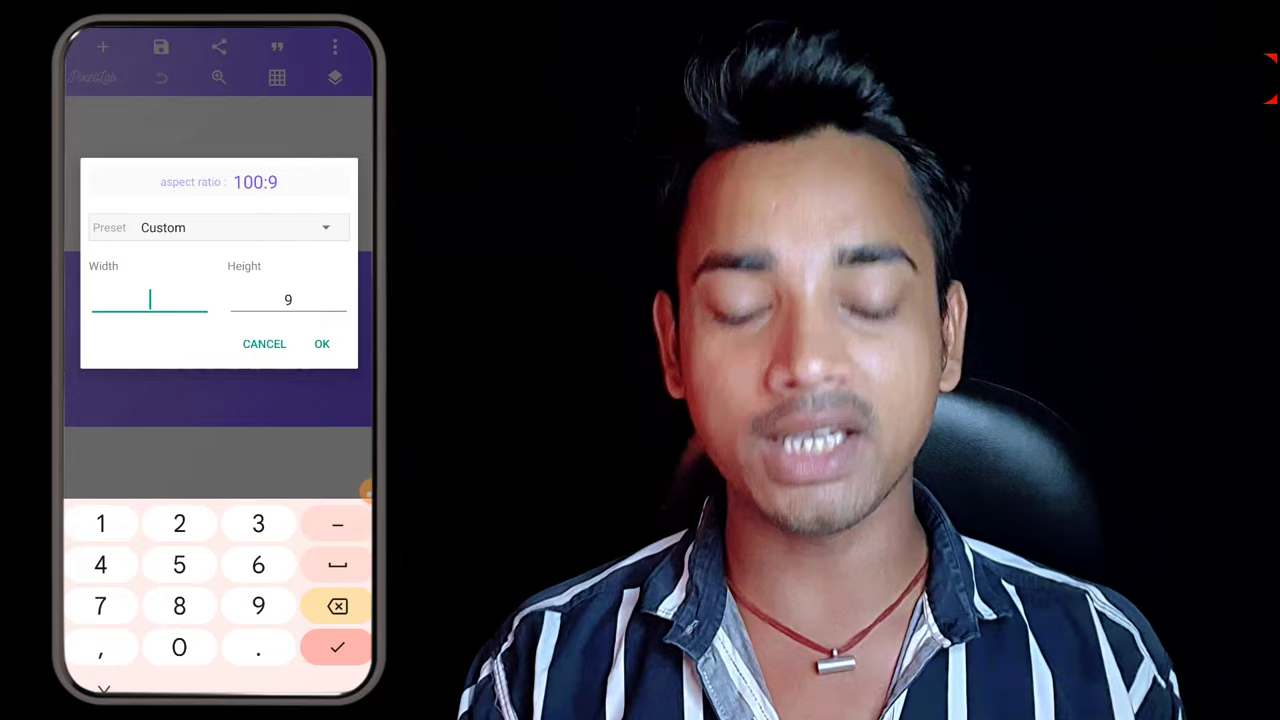 PixelLab
aspect ratio : 100:9
Preset Custom
Width Height
9
CANCEL OK
1 2 3 –
4 5 6
7 8 9
, 0 .